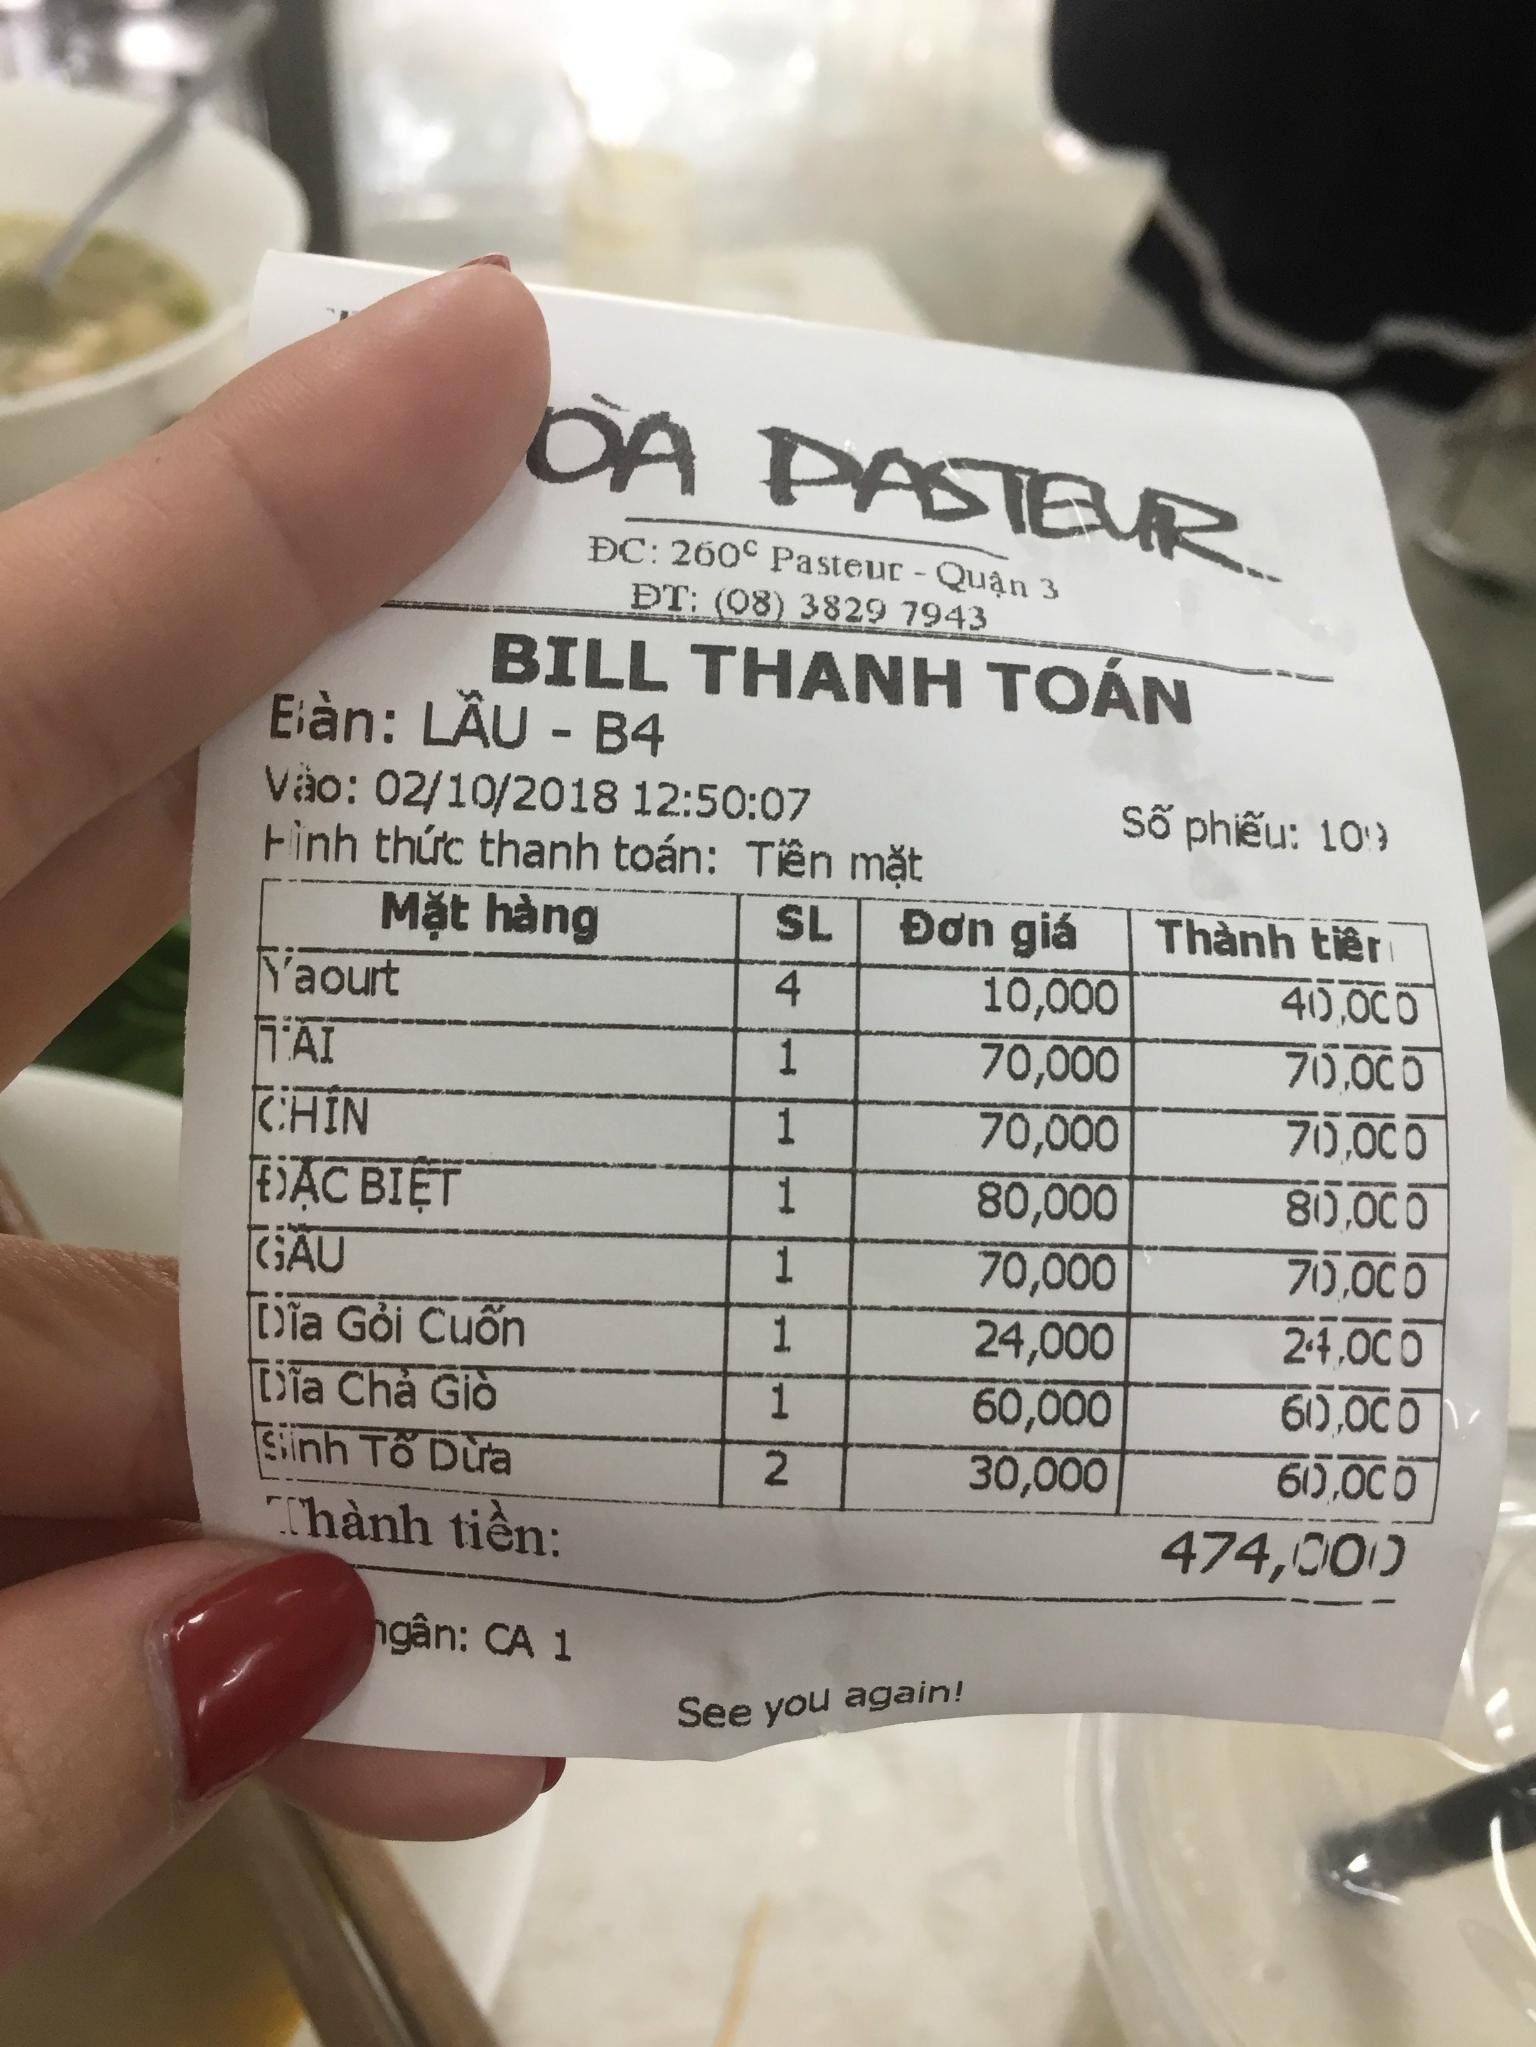 PASTEUR
ĐC: 260c Pasteur - Quận 3
ĐT: (08) 3829 7943
BILL THANH TOÁN
Bàn: LẦU - B4
Vào: 02/10/2018 12:50:07 Số phiếu: 109
Hình thức thanh toán: Tiền mặt
Mặt hàng SL Đơn giá Thành tiền
Yaourt 4 10,000 40,000
TÁI 1 70,000 70,000
CHÍN 1 70,000 70,000
ĐẶC BIỆT 1 80,000 80,000
GẦU 1 70,000 70,000
Dĩa Gỏi Cuốn 1 24,000 24,000
Dĩa Chả Giò 1 60,000 60,000
Sinh Tố Dừa 2 30,000 60,000
Thành tiền: 474,000
ngân: CA 1
See you again!